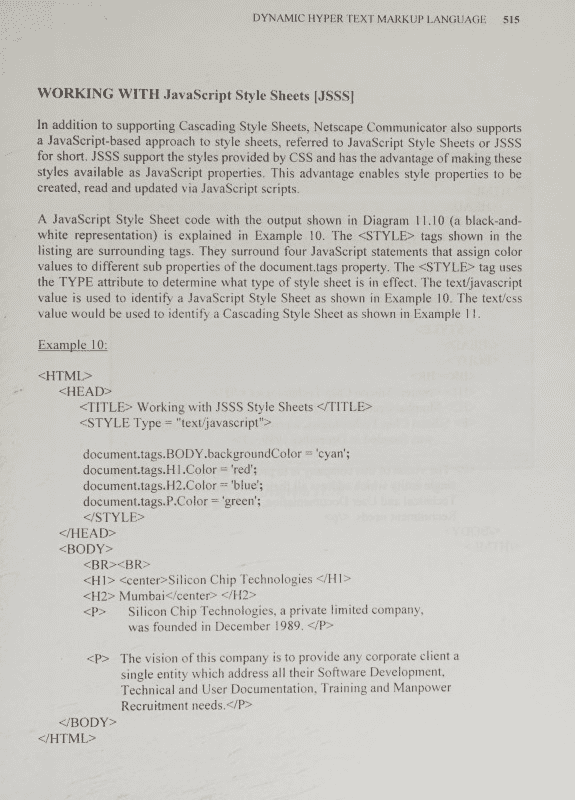 DYNAMIC HYPER TEXT MARKUP LANGUAGE 515
WORKING WITH JavaScript Style Sheets [JSSS]
In addition to supporting Cascading Style Sheets, Netscape Communicator also supports
a JavaScript-based approach to style sheets, referred to JavaScript Style Sheets or JSSS
for short. JSSS support the styles provided by CSS and has the advantage of making these
styles available as JavaScript properties. This advantage enables style properties to be
created, read and updated via JavaScript scripts.
A JavaScript Style Sheet code with the output shown in Diagram 11.10 (a black-and-
white representation) is explained in Example 10. The <STYLE> tags shown in the
listing are surrounding tags. They surround four JavaScript statements that assign color
values to different sub properties of the document.tags property. The <STYLE> tag uses
the TYPE attribute to determine what type of style sheet is in effect. The text/javascript
value is used to identify a JavaScript Style Sheet as shown in Example 10. The text/css
value would be used to identify a Cascading Style Sheet as shown in Example 11.
Example 10:
<HTML>
<HEAD>
<TITLE> Working with JSSS Style Sheets </TITLE>
<STYLE Type = "text/javascript">
document.tags.BODY.backgroundColor = 'cyan';
document.tags.H1.Color = 'red';
document.tags.H2.Color = 'blue';
document.tags.P.Color = 'green';
</STYLE>
</HEAD>
<BODY>
<BR><BR>
<H1> <center>Silicon Chip Technologies </H1>
<H2> Mumbai</center> </H2>
<P> Silicon Chip Technologies, a private limited company,
was founded in December 1989. </P>
<P> The vision of this company is to provide any corporate client a
single entity which address all their Software Development,
Technical and User Documentation, Training and Manpower
Recruitment needs.</P>
</BODY>
</HTML>